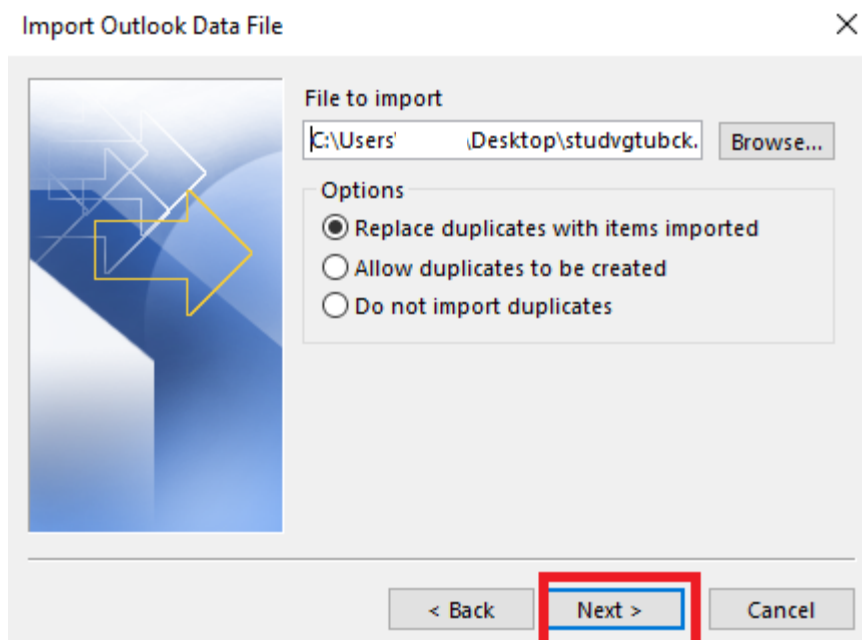 Import Outlook Data File
File to import
C:\Users' \Desktop\studvgtubck.
Browse...
Options
Replace duplicates with items imported
Allow duplicates to be created
Do not import duplicates
< Back
Next >
Cancel